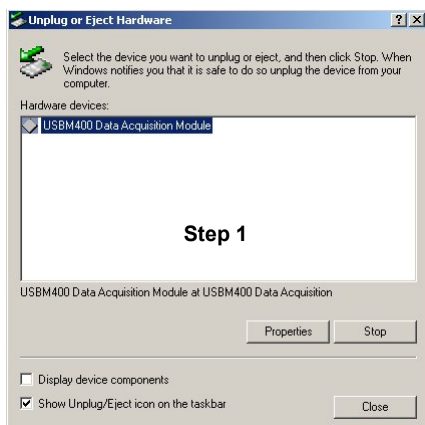 Unplug or Eject Hardware
Select the device you want to unplug or eject, and then click Stop. When
Windows notifies you that it is safe to do so unplug the device from your
computer.
Hardware devices:
USBM400 Data Acquisition Module
Step 1
USBM400 Data Acquisition Module at USBM400 Data Acquisition
Properties Stop
Display device components
Show Unplug/Eject icon on the taskbar
Close